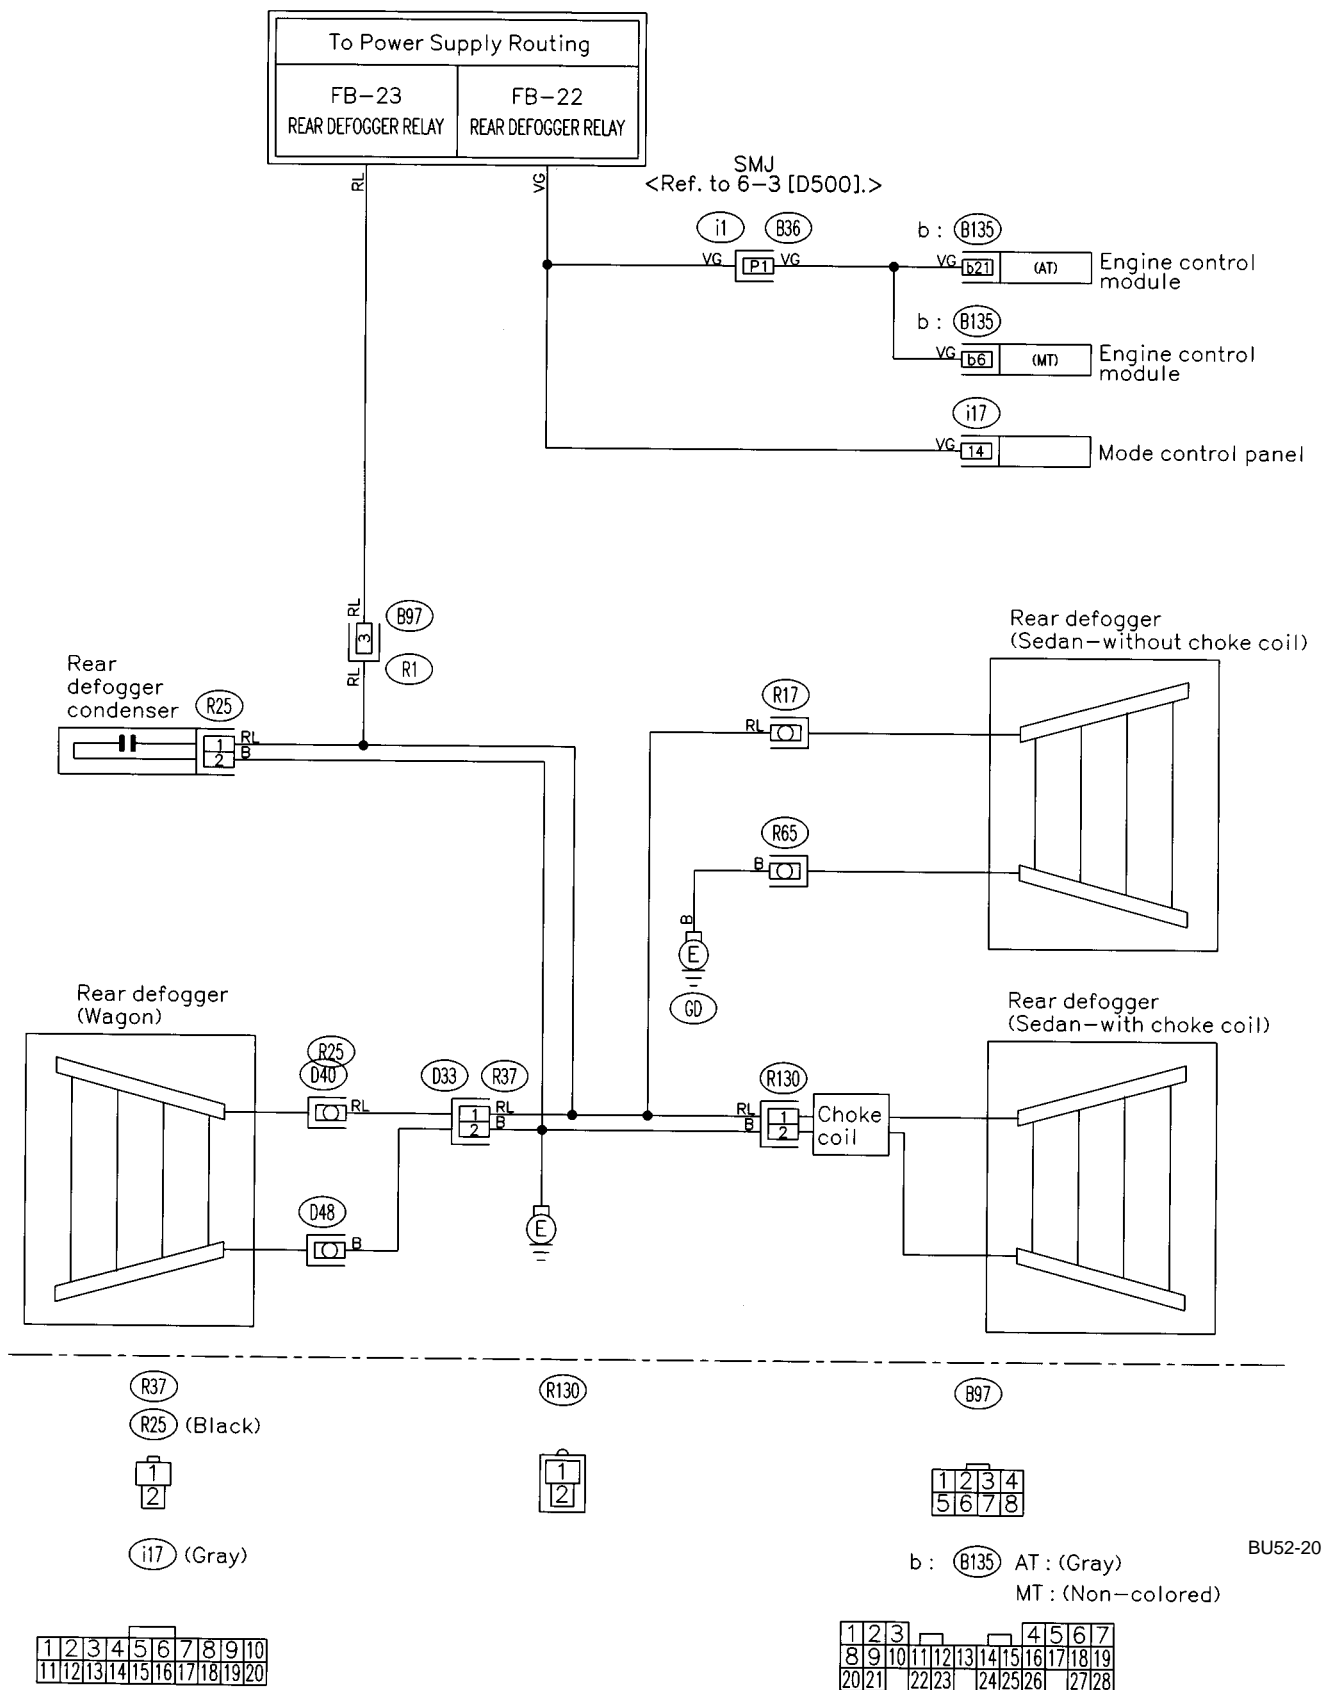 To Power Supply Routing
FB-23
REAR DEFOGGER RELAY
FB-22
REAR DEFOGGER RELAY
RL
VG
SMJ
<Ref. to 6-3 [D500].>
i1
B36
VG
P1
VG
b : B135
VG
b21
(AT)
Engine control
module
b : B135
VG
b6
(MT)
Engine control
module
i17
VG
14
Mode control panel
RL
3
B97
RL
R1
Rear
defogger
condenser
R25
1
RL
2
B
Rear defogger
(Sedan-without choke coil)
R17
RL
R65
B
B
E
GD
Rear defogger
(Wagon)
R25
D40
RL
D33
R37
1
RL
2
B
D48
B
E
R130
RL
1
B
2
Choke
coil
Rear defogger
(Sedan-with choke coil)
R37
R25 (Black)
1
2
R130
1
2
B97
1 2 3 4
5 6 7 8
i17 (Gray)
1 2 3 4 5 6 7 8 9 10
11 12 13 14 15 16 17 18 19 20
b : B135 AT : (Gray)
MT : (Non-colored)
1 2 3 4 5 6 7
8 9 10 11 12 13 14 15 16 17 18 19
20 21 22 23 24 25 26 27 28
BU52-20